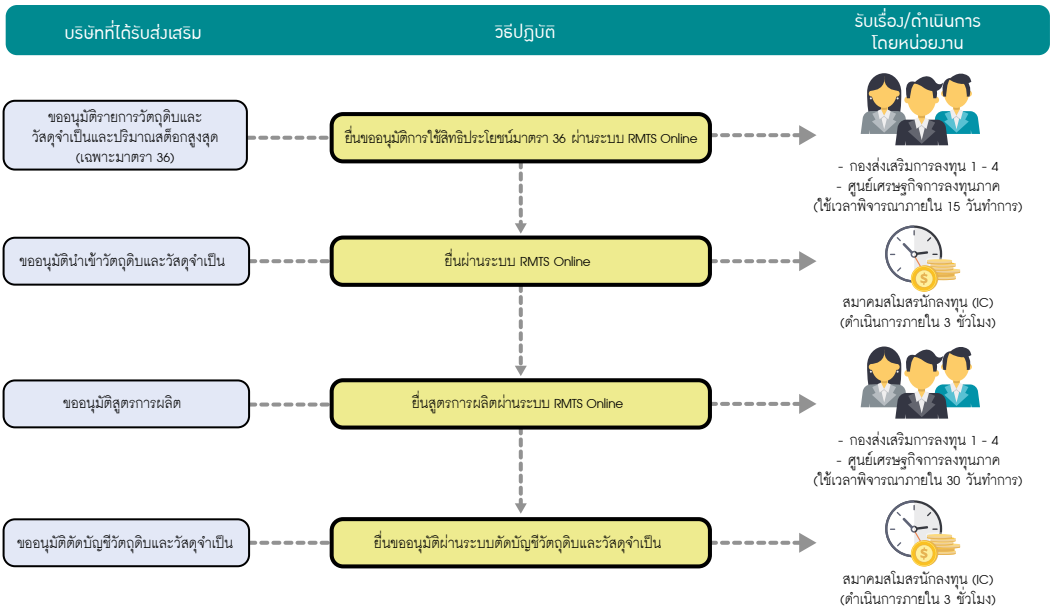 บริษัทที่ได้รับส่งเสริม
วิธีปฏิบัติ
รับเรื่อง/ดำเนินการ
โดยหน่วยงาน
ขออนุมัติรายการวัตถุดิบและ
วัสดุจำเป็นและปริมาณสต็อกสูงสุด
(เฉพาะมาตรา 36)
ยื่นขออนุมัติการใช้สิทธิประโยชน์มาตรา 36 ผ่านระบบ RMTS Online
- กองส่งเสริมการลงทุน 1 - 4
- ศูนย์เศรษฐกิจการลงทุนภาค
(ใช้เวลาพิจารณาภายใน 15 วันทำการ)
ขออนุมัตินำเข้าวัตถุดิบและวัสดุจำเป็น
ยื่นผ่านระบบ RMTS Online
สมาคมสโมสรนักลงทุน (IC)
(ดำเนินการภายใน 3 ชั่วโมง)
ขออนุมัติสูตรการผลิต
ยื่นสูตรการผลิตผ่านระบบ RMTS Online
- กองส่งเสริมการลงทุน 1 - 4
- ศูนย์เศรษฐกิจการลงทุนภาค
(ใช้เวลาพิจารณาภายใน 30 วันทำการ)
ขออนุมัติตัดบัญชีวัตถุดิบและวัสดุจำเป็น
ยื่นขออนุมัติผ่านระบบตัดบัญชีวัตถุดิบและวัสดุจำเป็น
สมาคมสโมสรนักลงทุน (IC)
(ดำเนินการภายใน 3 ชั่วโมง)